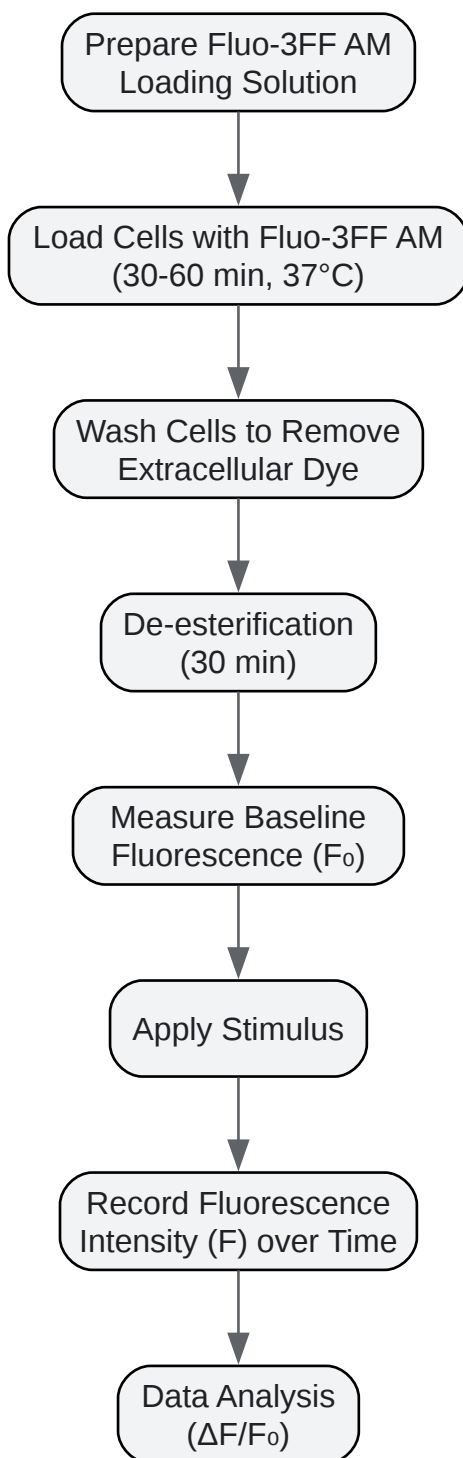 Prepare Fluo-3FF AM
Loading Solution
Load Cells with Fluo-3FF AM
(30-60 min, 37°C)
Wash Cells to Remove
Extracellular Dye
De-esterification
(30 min)
Measure Baseline
Fluorescence (F₀)
Apply Stimulus
Record Fluorescence
Intensity (F) over Time
Data Analysis
(ΔF/F₀)